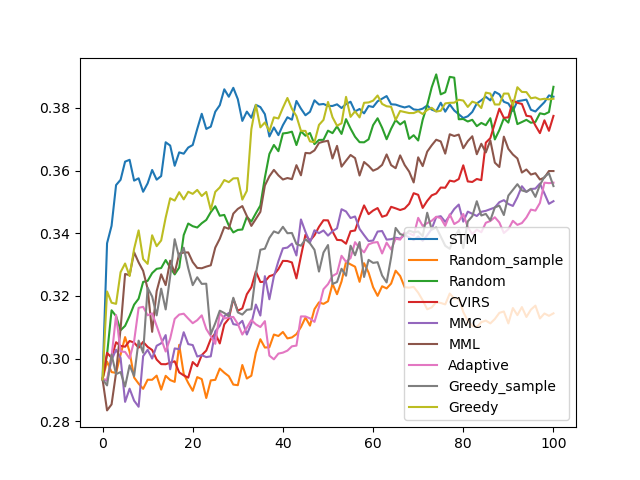 0.38
0.36
0.34
0.32
0.30
0.28
0
20
40
60
80
100
STM
Random_sample
Random
CVIRS
MMC
MML
Adaptive
Greedy_sample
Greedy